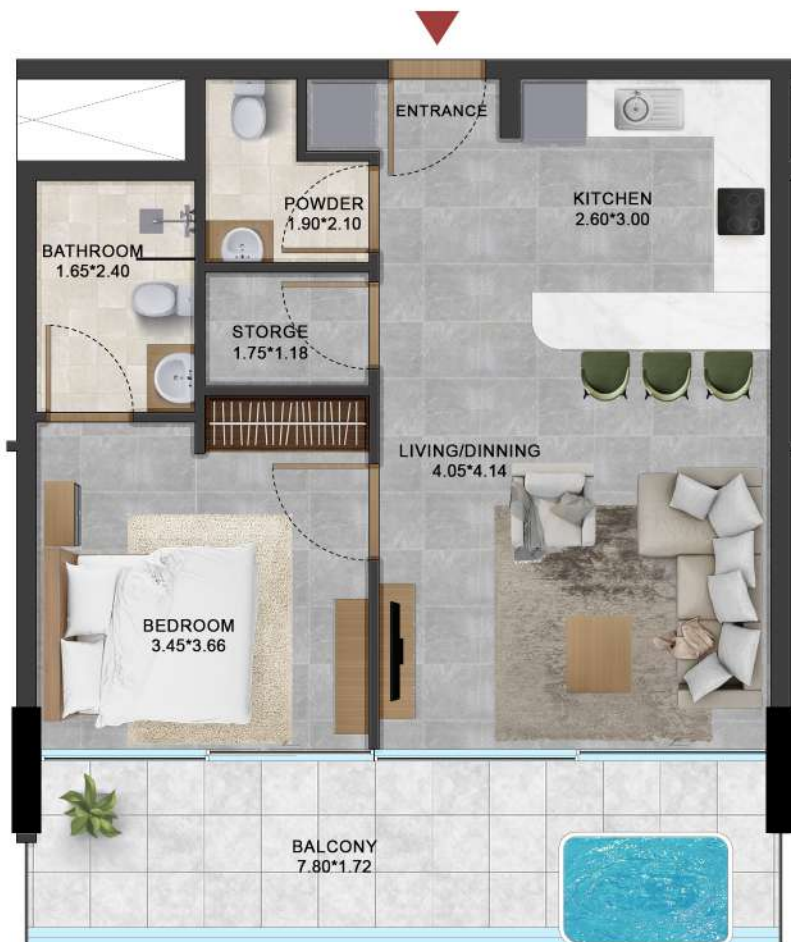 ENTRANCE
KITCHEN
2.60*3.00
POWDER
1.90*2.10
BATHROOM
1.65*2.40
STORGE
1.75*1.18
LIVING/DINNING
4.05*4.14
BEDROOM
3.45*3.66
BALCONY
7.80*1.72